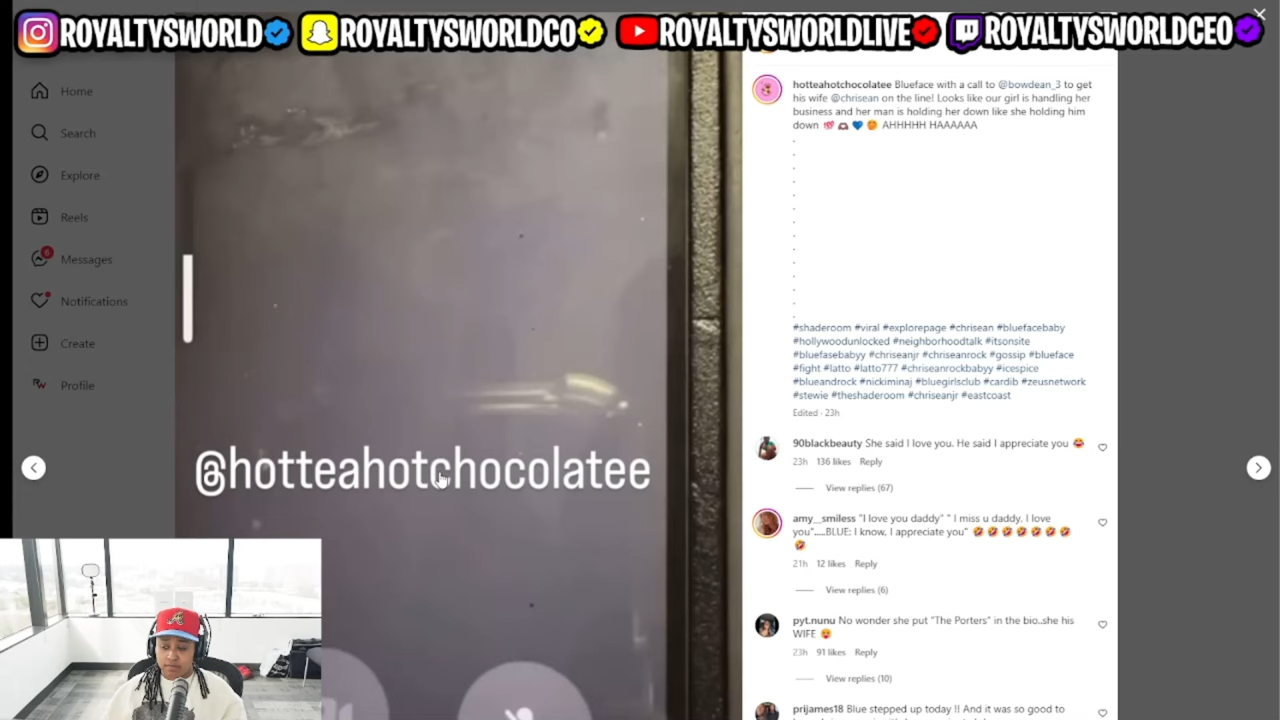 ROYALTYSWORLD ROYALTYSWORLDCO ROYALTYSWORLDLIVE ROYALTYSWORLDCEO
Home
Search
Explore
Reels
6
Messages
Notifications
Create
Profile
@hotteahotchocolatee
hotteahotchocolatee Blueface with a call to @bowdean_3 to get
his wife @chrisean on the line! Looks like our girl is handling her
business and her man is holding her down like she holding him
down 💯 🫶🏾 💙 🥰 AHHHHH HAAAAAA
.
.
.
.
.
.
.
.
.
.
.
.
.
.
#shaderoom #viral #explorepage #chrisean #bluefacebaby
#hollywoodunlocked #neighborhoodtalk #itsonsite
#bluefasebabyy #chriseanjr #chriseanrock #gossip #blueface
#fight #latto #latto777 #chriseanrockbabyy #icespice
#blueandrock #nickiminaj #bluegirlsclub #cardib #zeusnetwork
#stewie #theshaderoom #chriseanjr #eastcoast
Edited · 23h
90blackbeauty She said I love you. He said I appreciate you 😂
23h 136 likes Reply
View replies (67)
amy__smiless "I love you daddy" " I miss u daddy, I love
you".....BLUE: I know, I appreciate you" 🤣 🤣 🤣 🤣 🤣 🤣 🤣
🤣
21h 12 likes Reply
View replies (6)
pyt.nunu No wonder she put "The Porters" in the bio..she his
WIFE 🥰
23h 91 likes Reply
View replies (10)
prijames18 Blue stepped up today !! And it was so good to